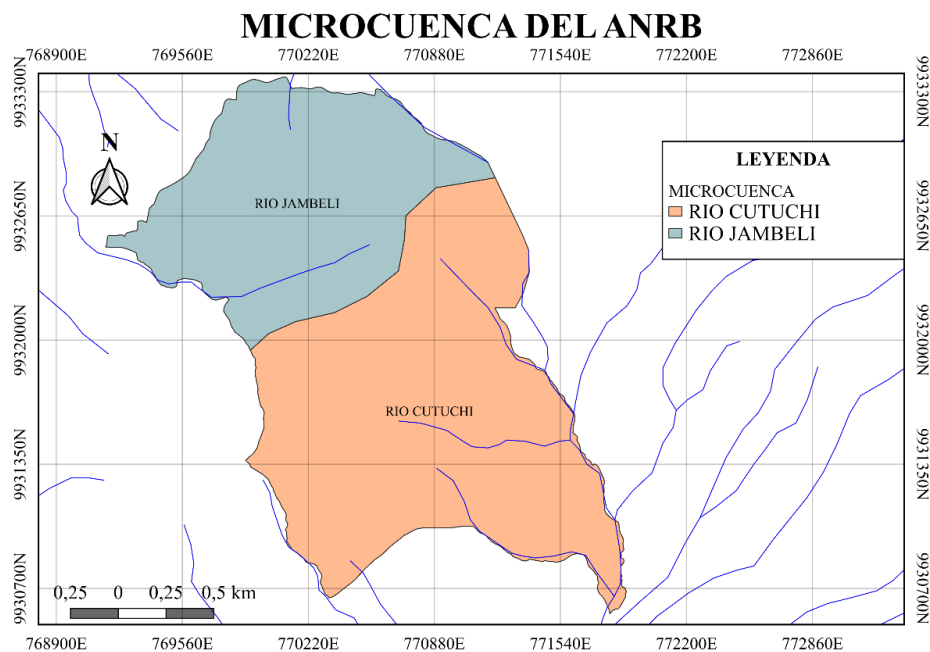 MICROCUENCA DEL ANRB
768900E 769560E 770220E 770880E 771540E 772200E 772860E
9933300N 9933300N
N
LEYENDA
MICROCUENCA
RIO CUTUCHI
RIO JAMBELI
RIO JAMBELI
9932650N 9932650N
9932000N 9932000N
RIO CUTUCHI
9931350N 9931350N
9930700N 9930700N
0,25 0 0,25 0,5 km
768900E 769560E 770220E 770880E 771540E 772200E 772860E